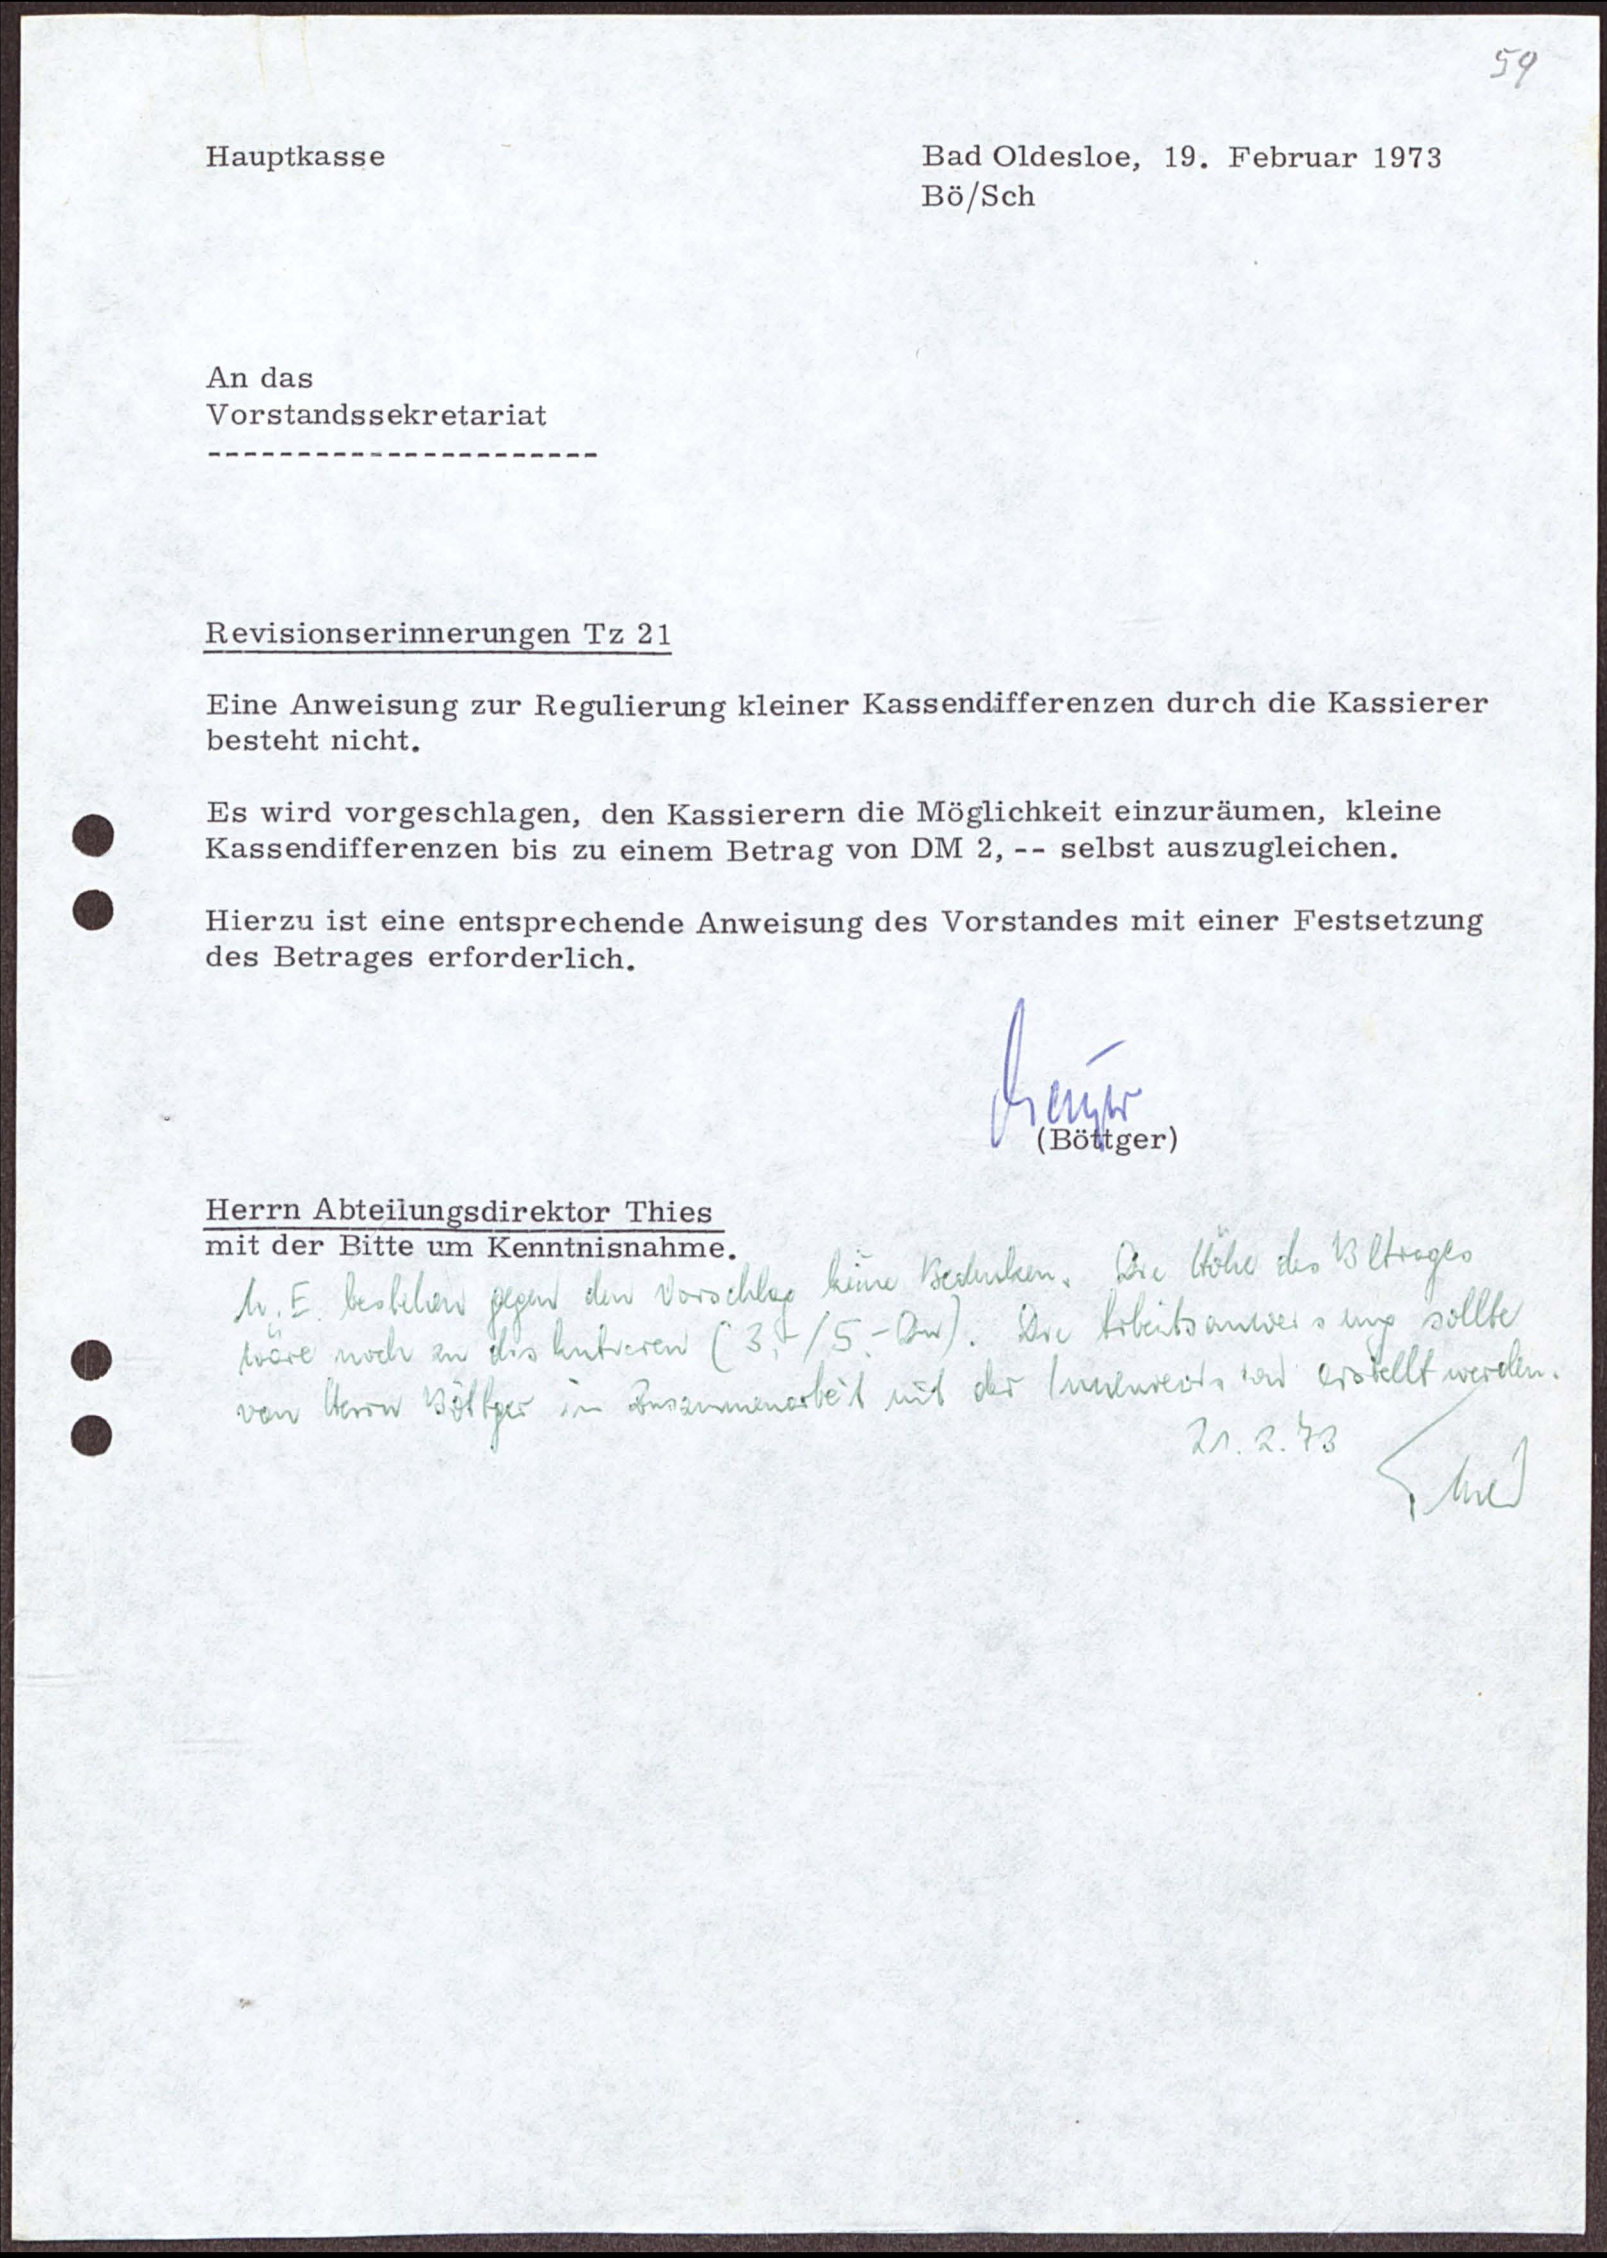 59
Hauptkasse
Bad Oldesloe, 19. Februar 1973
Bö/Sch
An das
Vorstandssekretariat
----------------------
Revisionserinnerungen Tz 21
Eine Anweisung zur Regulierung kleiner Kassendifferenzen durch die Kassierer
besteht nicht.
Es wird vorgeschlagen, den Kassierern die Möglichkeit einzuräumen, kleine
Kassendifferenzen bis zu einem Betrag von DM 2, -- selbst auszugleichen.
Hierzu ist eine entsprechende Anweisung des Vorstandes mit einer Festsetzung
des Betrages erforderlich.
(Böttger)
Herrn Abteilungsdirektor Thies
mit der Bitte um Kenntnisnahme.
M. E. bestehen gegen den Vorschlag keine Bedenken. Die Höhe des Betrages
wäre noch zu diskutieren (3,-/5,- DM). Die Arbeitsanweisung sollte
von Herrn Böttger in Zusammenarbeit mit der Innenrevision erstellt werden.
21.2.73